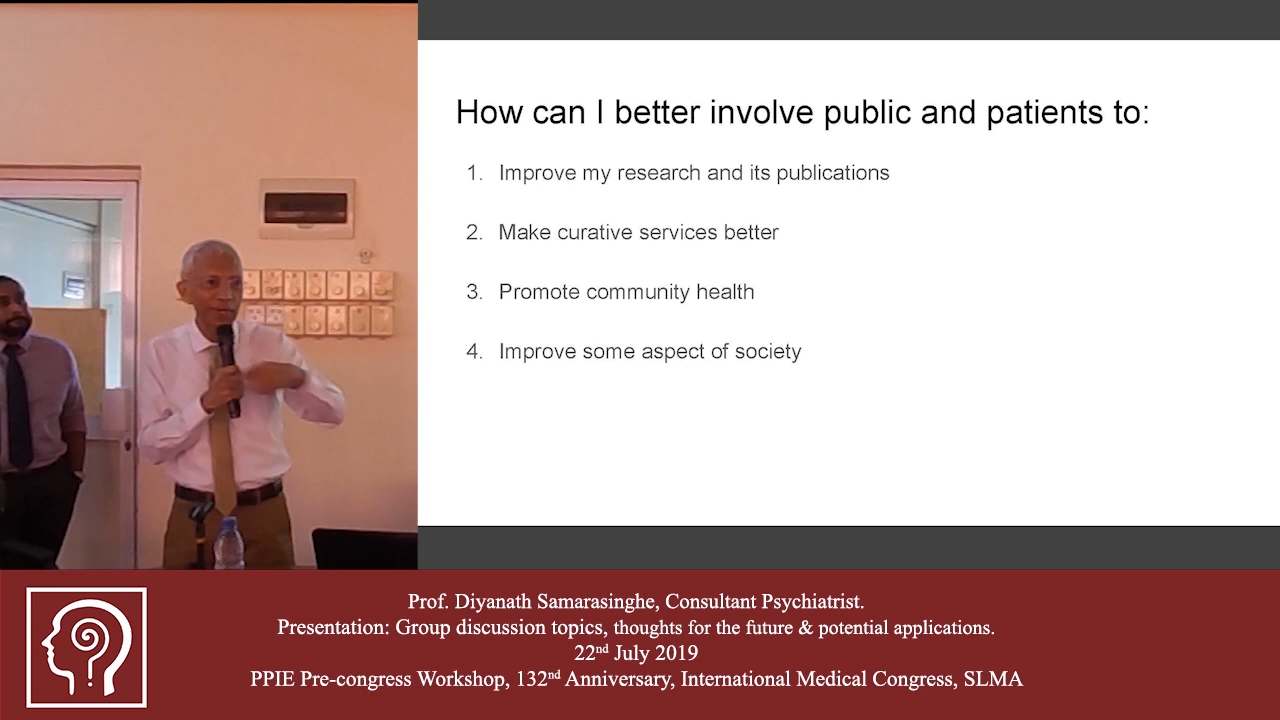 How can I better involve public and patients to:
1. Improve my research and its publications
2. Make curative services better
3. Promote community health
4. Improve some aspect of society
Prof. Diyanath Samarasinghe, Consultant Psychiatrist.
Presentation: Group discussion topics, thoughts for the future & potential applications.
22nd July 2019
PPIE Pre-congress Workshop, 132nd Anniversary, International Medical Congress, SLMA